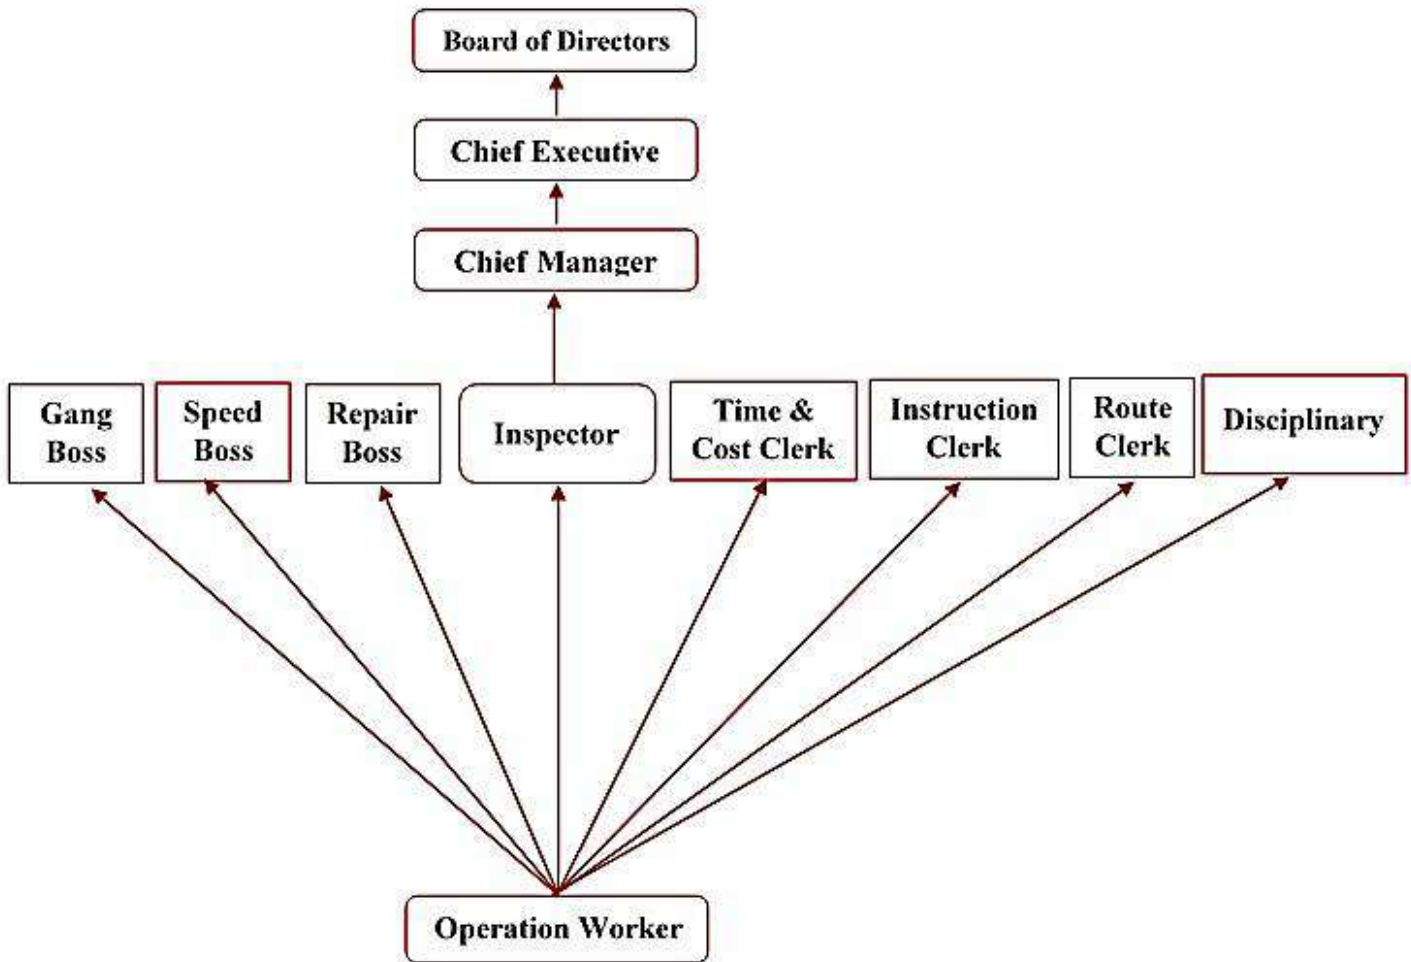 Board of Directors
Chief Executive
Chief Manager
Gang
Boss
Speed
Boss
Repair
Boss
Inspector
Time &
Cost Clerk
Instruction
Clerk
Route
Clerk
Disciplinary
Operation Worker